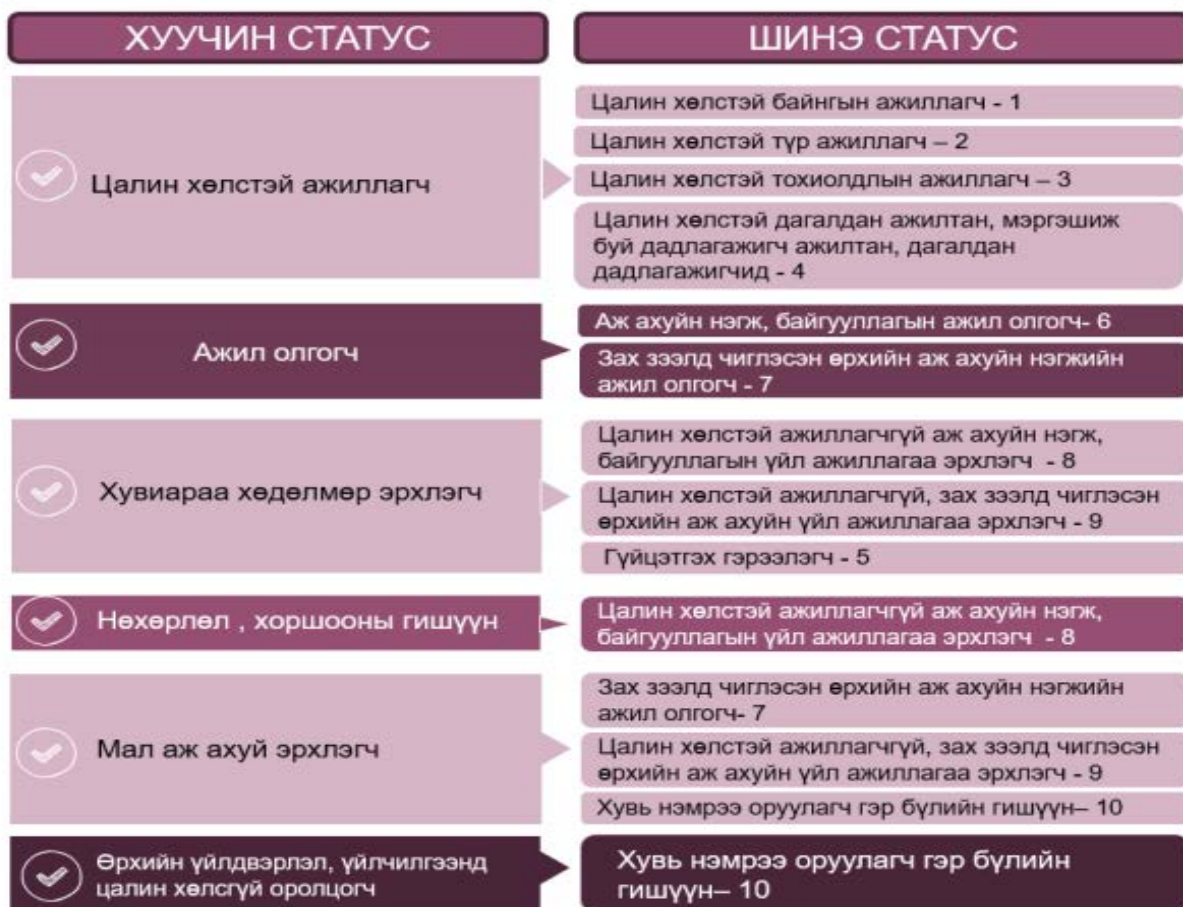 ХУУЧИН СТАТУС
ШИНЭ СТАТУС
Цалин хөлстэй ажиллагч
Цалин хөлстэй байнгын ажиллагч - 1
Цалин хөлстэй түр ажиллагч – 2
Цалин хөлстэй тохиолдлын ажиллагч – 3
Цалин хөлстэй дагалдан ажилтан, мэргэшиж
буй дадлагажигч ажилтан, дагалдан
дадлагажигчид - 4
Ажил олгогч
Аж ахуйн нэгж, байгууллагын ажил олгогч- 6
Зах зээлд чиглэсэн өрхийн аж ахуйн нэгжийн
ажил олгогч - 7
Хувиараа хөдөлмөр эрхлэгч
Цалин хөлстэй ажиллагчгүй аж ахуйн нэгж,
байгууллагын үйл ажиллагаа эрхлэгч - 8
Цалин хөлстэй ажиллагчгүй, зах зээлд чиглэсэн
өрхийн аж ахуйн үйл ажиллагаа эрхлэгч - 9
Гүйцэтгэх гэрээлэгч - 5
Нөхөрлөл , хоршооны гишүүн
Цалин хөлстэй ажиллагчгүй аж ахуйн нэгж,
байгууллагын үйл ажиллагаа эрхлэгч - 8
Мал аж ахуй эрхлэгч
Зах зээлд чиглэсэн өрхийн аж ахуйн нэгжийн
ажил олгогч- 7
Цалин хөлстэй ажиллагчгүй, зах зээлд чиглэсэн
өрхийн аж ахуйн үйл ажиллагаа эрхлэгч - 9
Хувь нэмрээ оруулагч гэр бүлийн гишүүн– 10
Өрхийн үйлдвэрлэл, үйлчилгээнд
цалин хөлсгүй оролцогч
Хувь нэмрээ оруулагч гэр бүлийн
гишүүн– 10